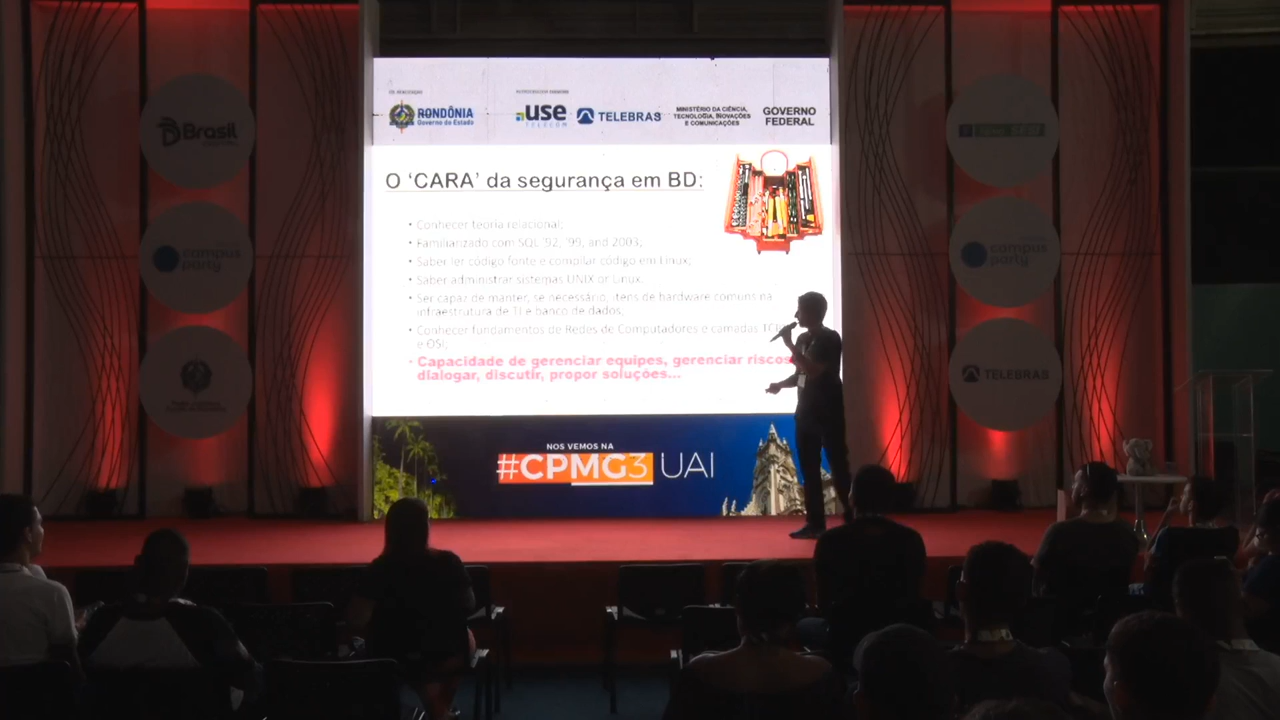 RONDÔNIA
Governo do Estado
use
TELECOM
TELEBRAS
MINISTÉRIO DA CIÊNCIA,
TECNOLOGIA, INOVAÇÕES
E COMUNICAÇÕES
GOVERNO
FEDERAL
O ‘CARA’ da segurança em BD:
• Conhecer teoria relacional;
• Familiarizado com SQL '92, '99, and 2003;
• Saber ler código fonte e compilar código em Linux;
• Saber administrar sistemas UNIX or Linux.
• Ser capaz de manter, se necessário, itens de hardware comuns na
infraestrutura de TI e banco de dados;
• Conhecer fundamentos de Redes de Computadores e camadas
e OSI;
• Capacidade de gerenciar equipes, gerenciar riscos
dialogar, discutir, propor soluções...
NOS VEMOS NA
#CPMG3 UAI
Brasil
campus
party
campus
party
TELEBRAS